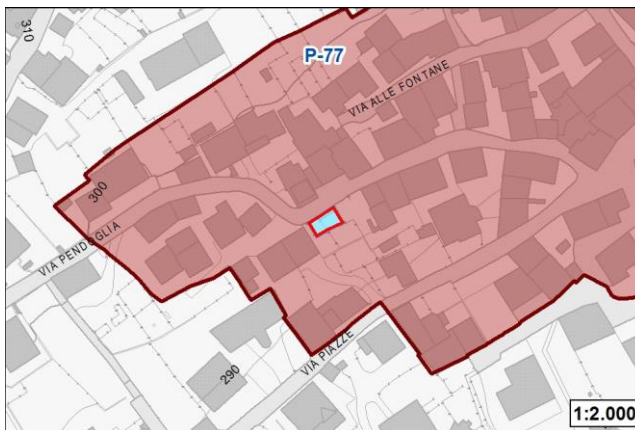 310
P-77
VIA ALLE FONTANE
300
VIA PENDOGLIA
VIA PIAZZE
290
1:2.000